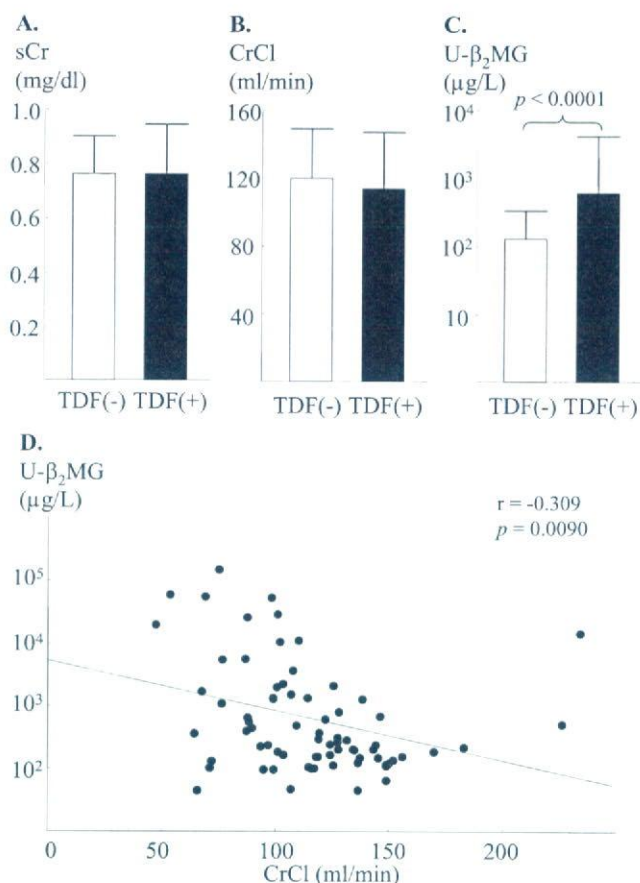 A.
sCr
(mg/dl)
1.0
0.8
0.6
0.4
0.2
TDF(-) TDF(+)
B.
CrCl
(ml/min)
160
120
80
40
TDF(-) TDF(+)
C.
U-β₂MG
(μg/L)
p < 0.0001
10⁴
10³
10²
10
TDF(-) TDF(+)
D.
U-β₂MG
(μg/L)
r = -0.309
p = 0.0090
10⁵
10⁴
10³
10²
0 50 100 150 200
CrCl (ml/min)